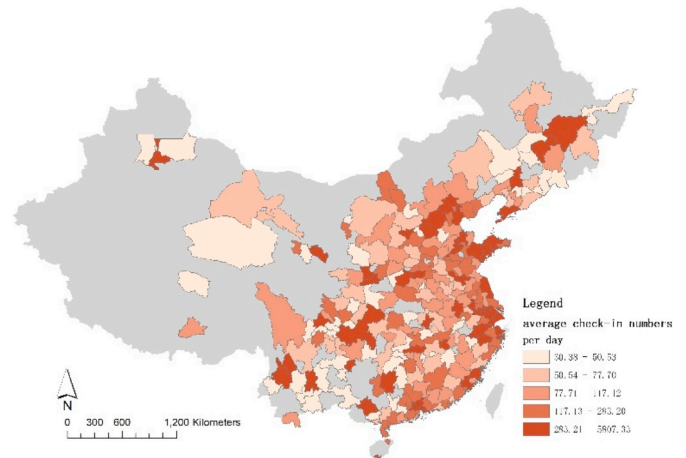 Legend
average check-in numbers
per day
30.38 - 50.53
50.54 - 77.70
77.71 - 117.12
117.13 - 283.20
283.21 - 5807.33
N
0 300 600 1,200 Kilometers